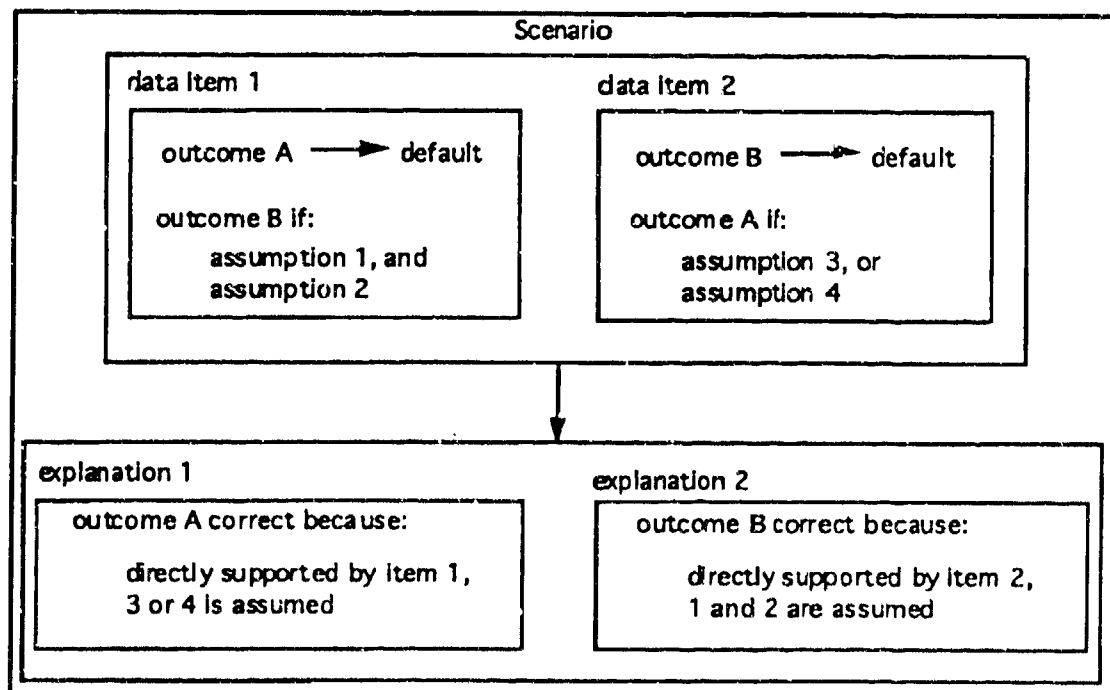 Scenario
data item 1
outcome A → default
outcome B if:
assumption 1, and
assumption 2
data item 2
outcome B → default
outcome A if:
assumption 3, or
assumption 4
explanation 1
outcome A correct because:
directly supported by item 1,
3 or 4 is assumed
explanation 2
outcome B correct because:
directly supported by item 2,
1 and 2 are assumed